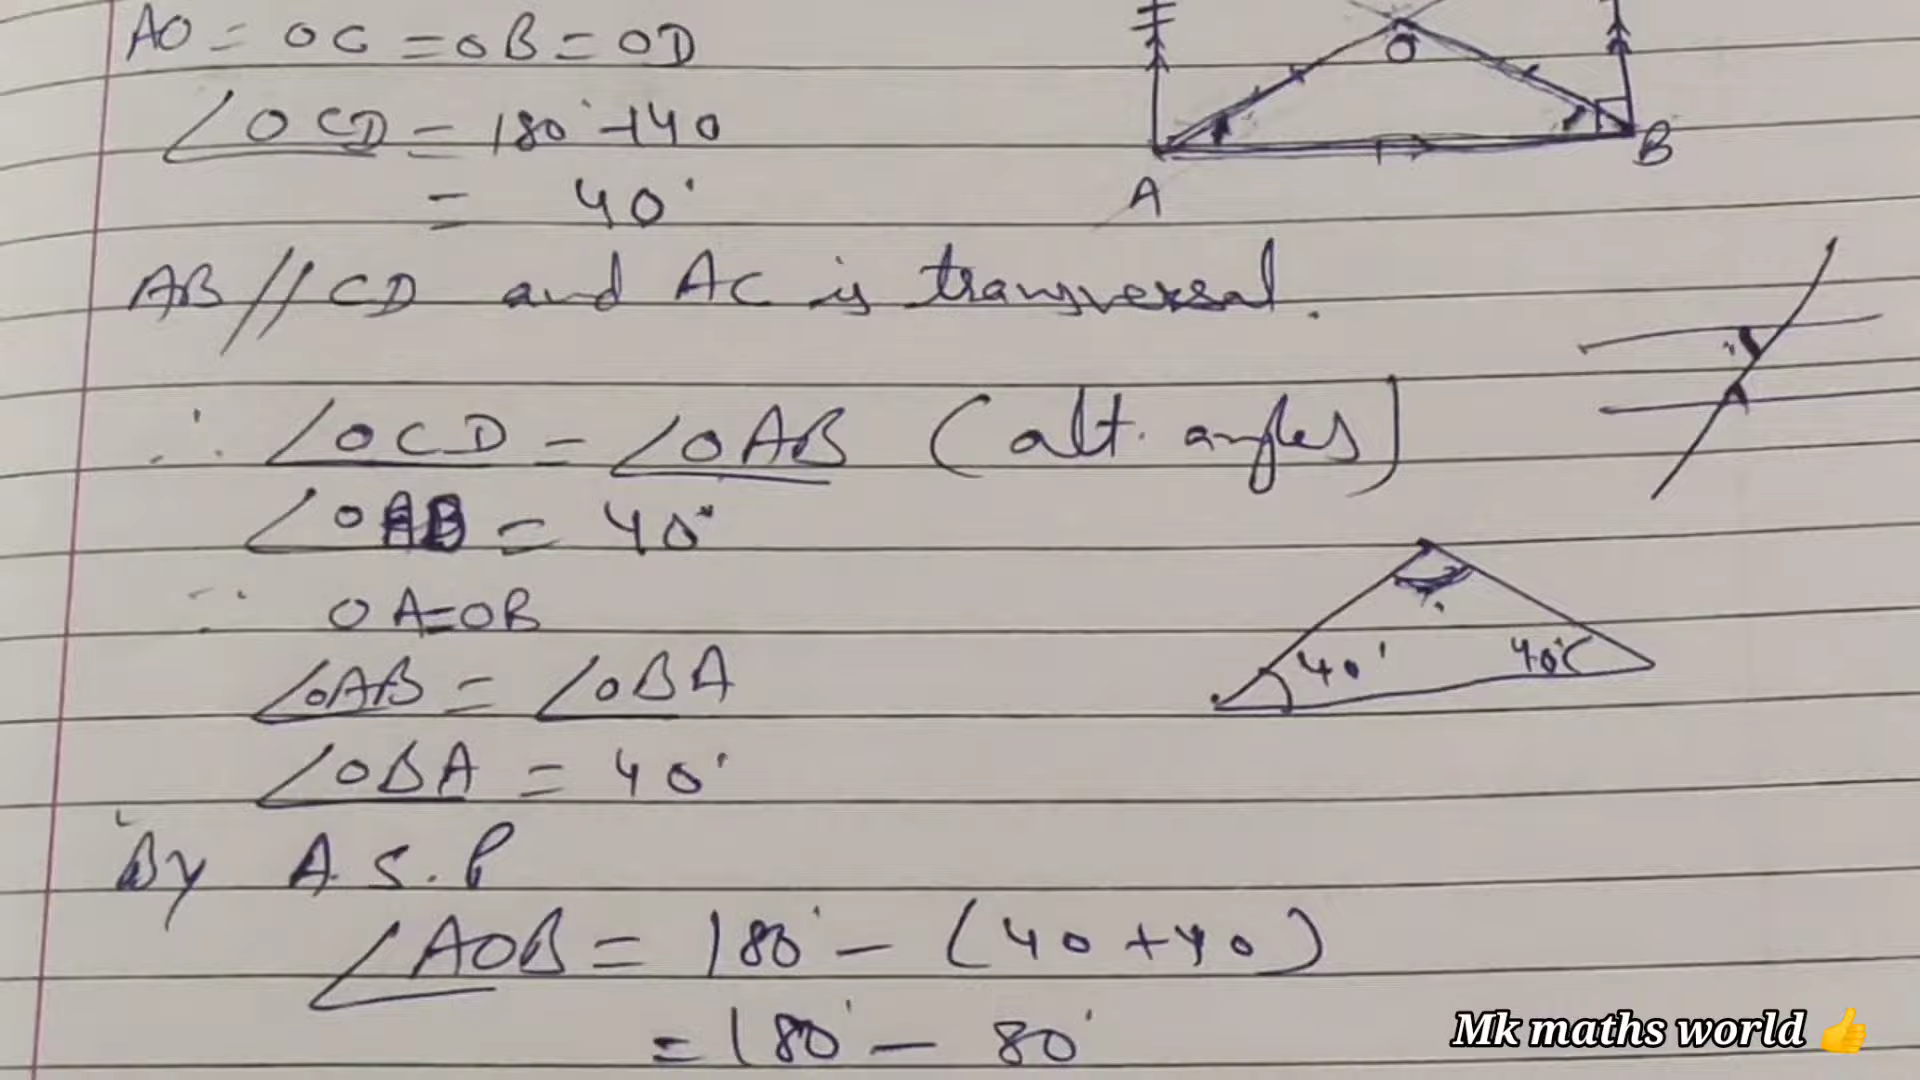 AO = OC = OB = OD
∠OCD = 180° - 140
= 40°
AB // CD and AC is transversal.
∴ ∠OCD = ∠OAB (alt. angles)
∠OAB = 40°
∵ OA = OB
∠OAB = ∠OBA
∠OBA = 40°
By A.S.P
∠AOB = 180° - (40 + 40)
= 180° - 80°
O
A
B
40°
40°
Mk maths world 👍